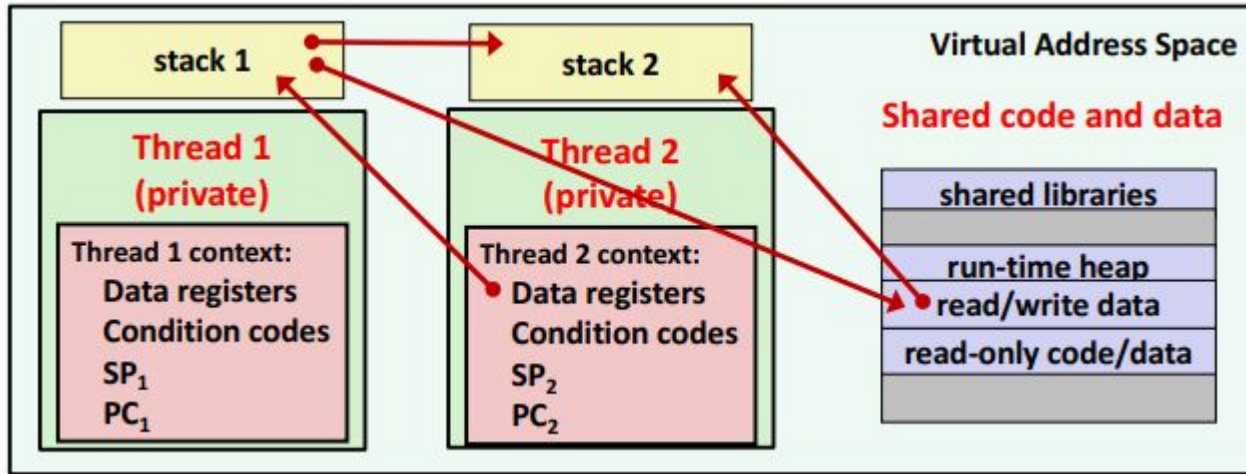 stack 1
stack 2
Virtual Address Space
Shared code and data
Thread 1
(private)
Thread 1 context:
Data registers
Condition codes
SP₁
PC₁
Thread 2
(private)
Thread 2 context:
Data registers
Condition codes
SP₂
PC₂
shared libraries
run-time heap
read/write data
read-only code/data